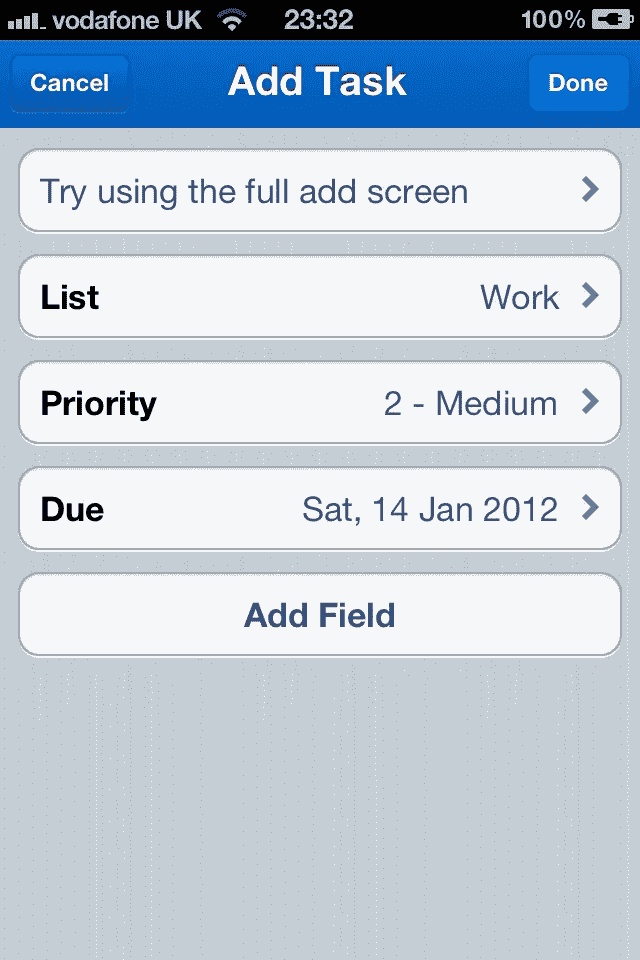 vodafone UK 23:32 100%
Cancel Add Task Done
Try using the full add screen
List Work
Priority 2 - Medium
Due Sat, 14 Jan 2012
Add Field